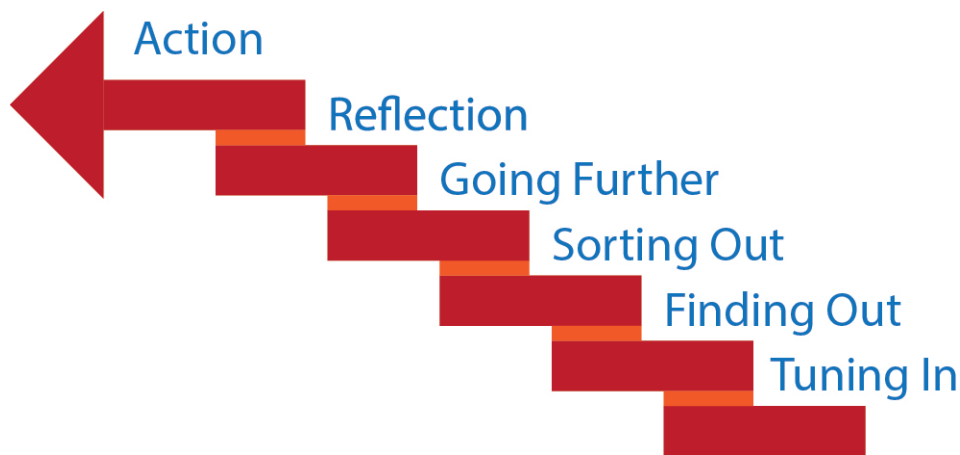 Action
Reflection
Going Further
Sorting Out
Finding Out
Tuning In